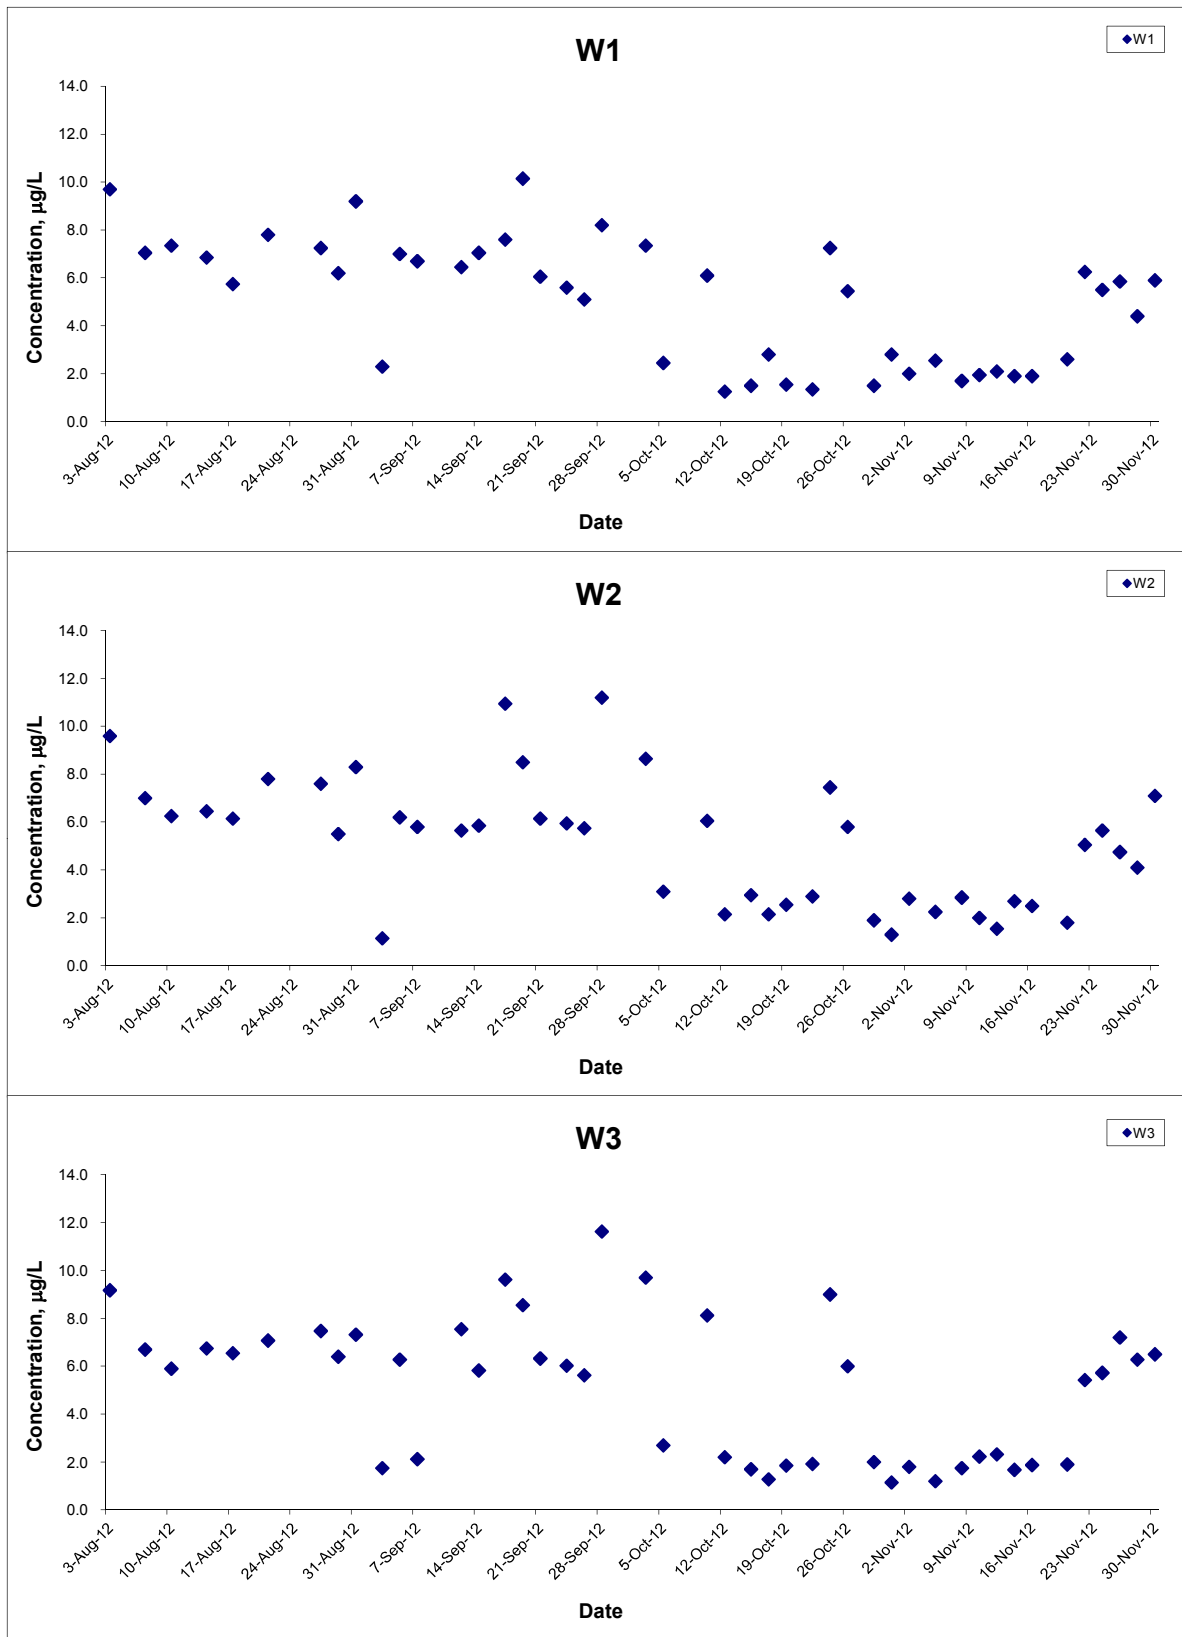 W1
W1
14.0
12.0
10.0
8.0
6.0
4.0
2.0
0.0
Concentration, µg/L
3-Aug-12
10-Aug-12
17-Aug-12
24-Aug-12
31-Aug-12
7-Sep-12
14-Sep-12
21-Sep-12
28-Sep-12
5-Oct-12
12-Oct-12
19-Oct-12
26-Oct-12
2-Nov-12
9-Nov-12
16-Nov-12
23-Nov-12
30-Nov-12
Date
W2
W2
14.0
12.0
10.0
8.0
6.0
4.0
2.0
0.0
Concentration, µg/L
3-Aug-12
10-Aug-12
17-Aug-12
24-Aug-12
31-Aug-12
7-Sep-12
14-Sep-12
21-Sep-12
28-Sep-12
5-Oct-12
12-Oct-12
19-Oct-12
26-Oct-12
2-Nov-12
9-Nov-12
16-Nov-12
23-Nov-12
30-Nov-12
Date
W3
W3
14.0
12.0
10.0
8.0
6.0
4.0
2.0
0.0
Concentration, µg/L
3-Aug-12
10-Aug-12
17-Aug-12
24-Aug-12
31-Aug-12
7-Sep-12
14-Sep-12
21-Sep-12
28-Sep-12
5-Oct-12
12-Oct-12
19-Oct-12
26-Oct-12
2-Nov-12
9-Nov-12
16-Nov-12
23-Nov-12
30-Nov-12
Date